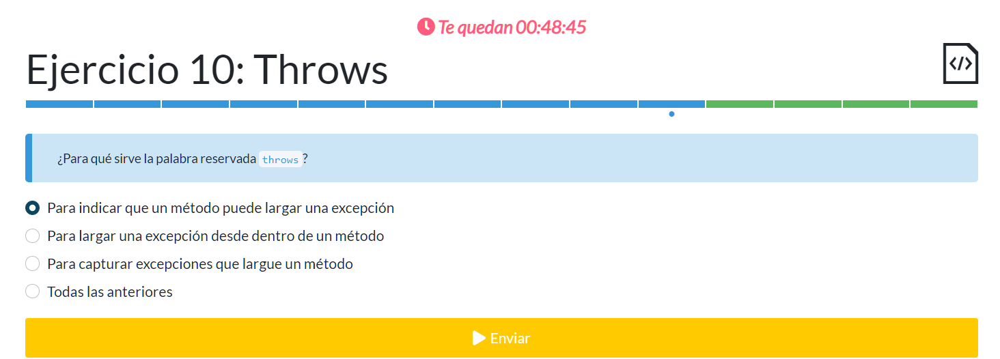 Te quedan 00:48:45
Ejercicio 10: Throws
</>
¿Para qué sirve la palabra reservada throws?
Para indicar que un método puede largar una excepción
Para largar una excepción desde dentro de un método
Para capturar excepciones que largue un método
Todas las anteriores
Enviar